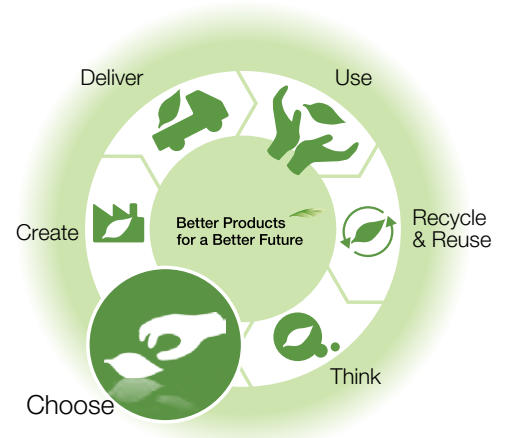 Deliver
Use
Better Products
for a Better Future
Create
Recycle
& Reuse
Think
Choose